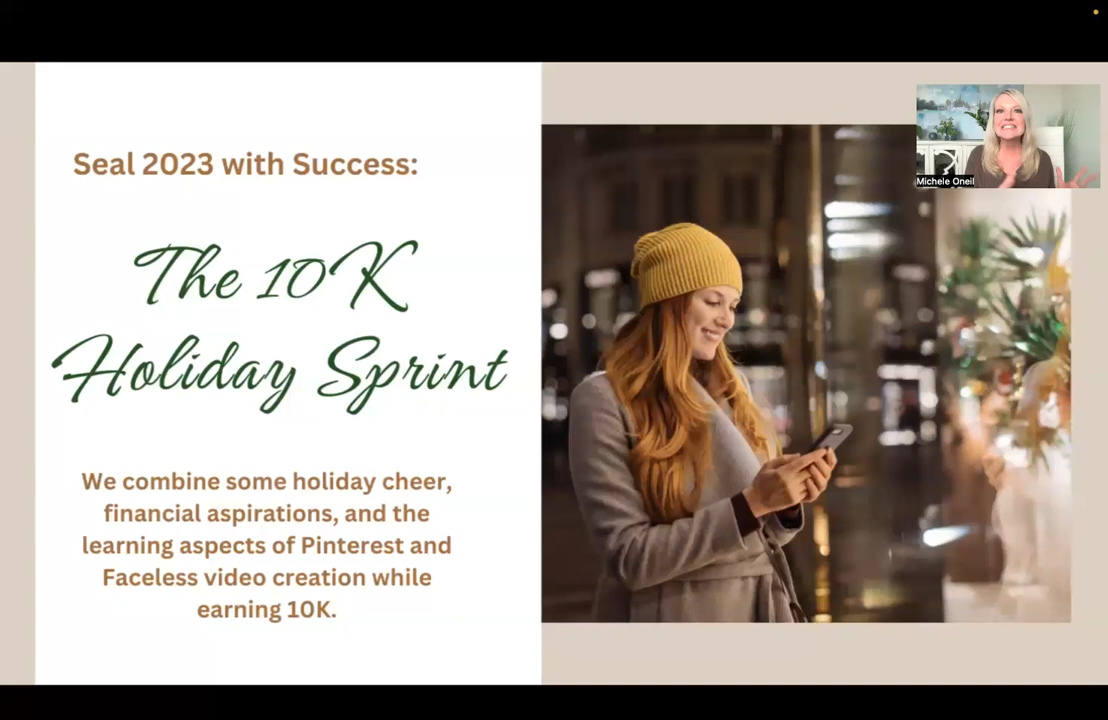 Seal 2023 with Success:
The 10K
Holiday Sprint
We combine some holiday cheer,
financial aspirations, and the
learning aspects of Pinterest and
Faceless video creation while
earning 10K.
Michele Oneil